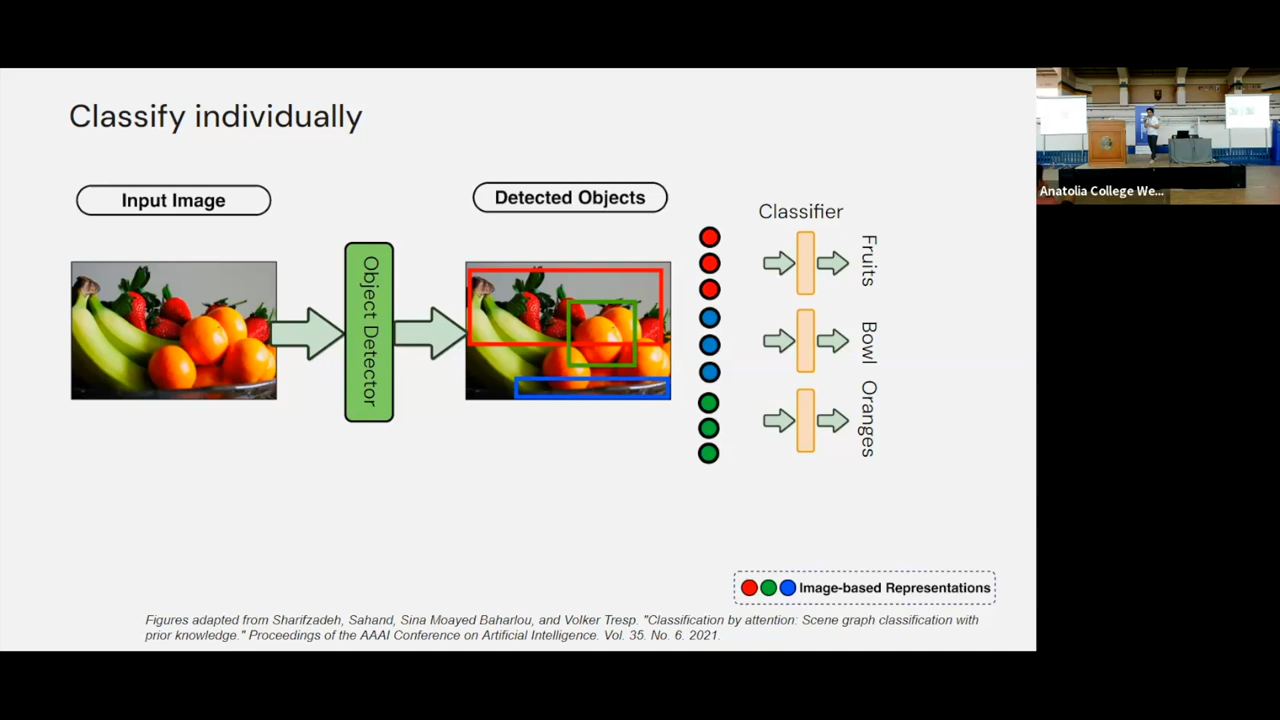 Classify individually
Input Image
Detected Objects
Classifier
Object Detector
Fruits
Bowl
Oranges
Image-based Representations
Figures adapted from Sharifzadeh, Sahand, Sina Moayed Baharlou, and Volker Tresp. "Classification by attention: Scene graph classification with
prior knowledge." Proceedings of the AAAI Conference on Artificial Intelligence. Vol. 35. No. 6. 2021.
Anatolia College We...